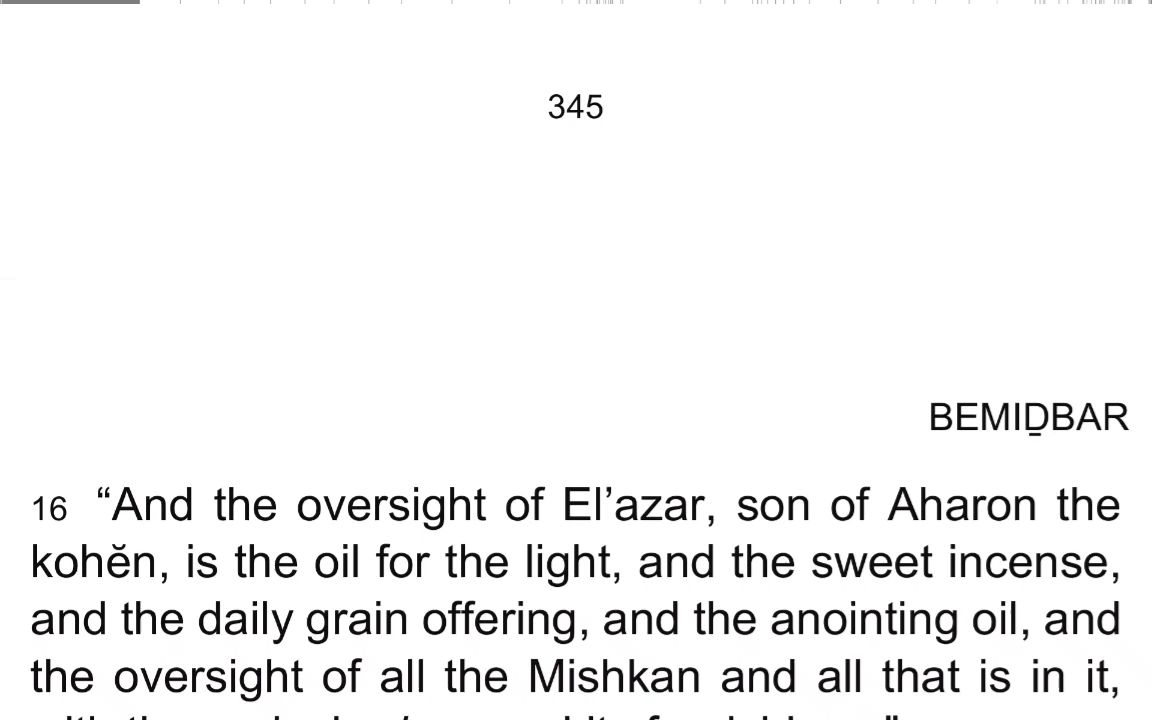 345
BEMIḎBAR
16 “And the oversight of El’azar, son of Aharon the
kohĕn, is the oil for the light, and the sweet incense,
and the daily grain offering, and the anointing oil, and
the oversight of all the Mishkan and all that is in it,